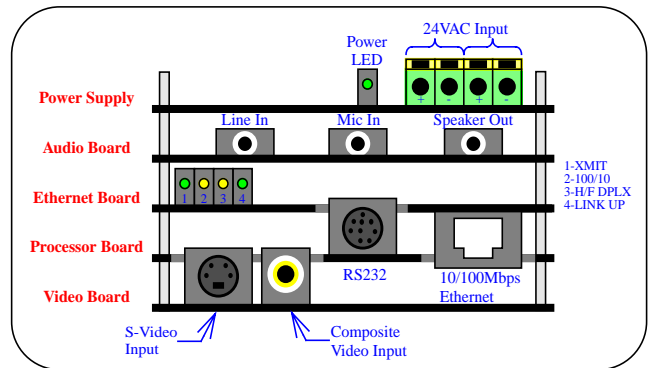 24VAC Input
Power
LED
+ - + -
Power Supply
Line In
Mic In
Speaker Out
Audio Board
1-XMIT
2-100/10
3-H/F DPLX
4-LINK UP
1 2 3 4
Ethernet Board
Processor Board
RS232
10/100Mbps
Ethernet
Video Board
S-Video
Input
Composite
Video Input